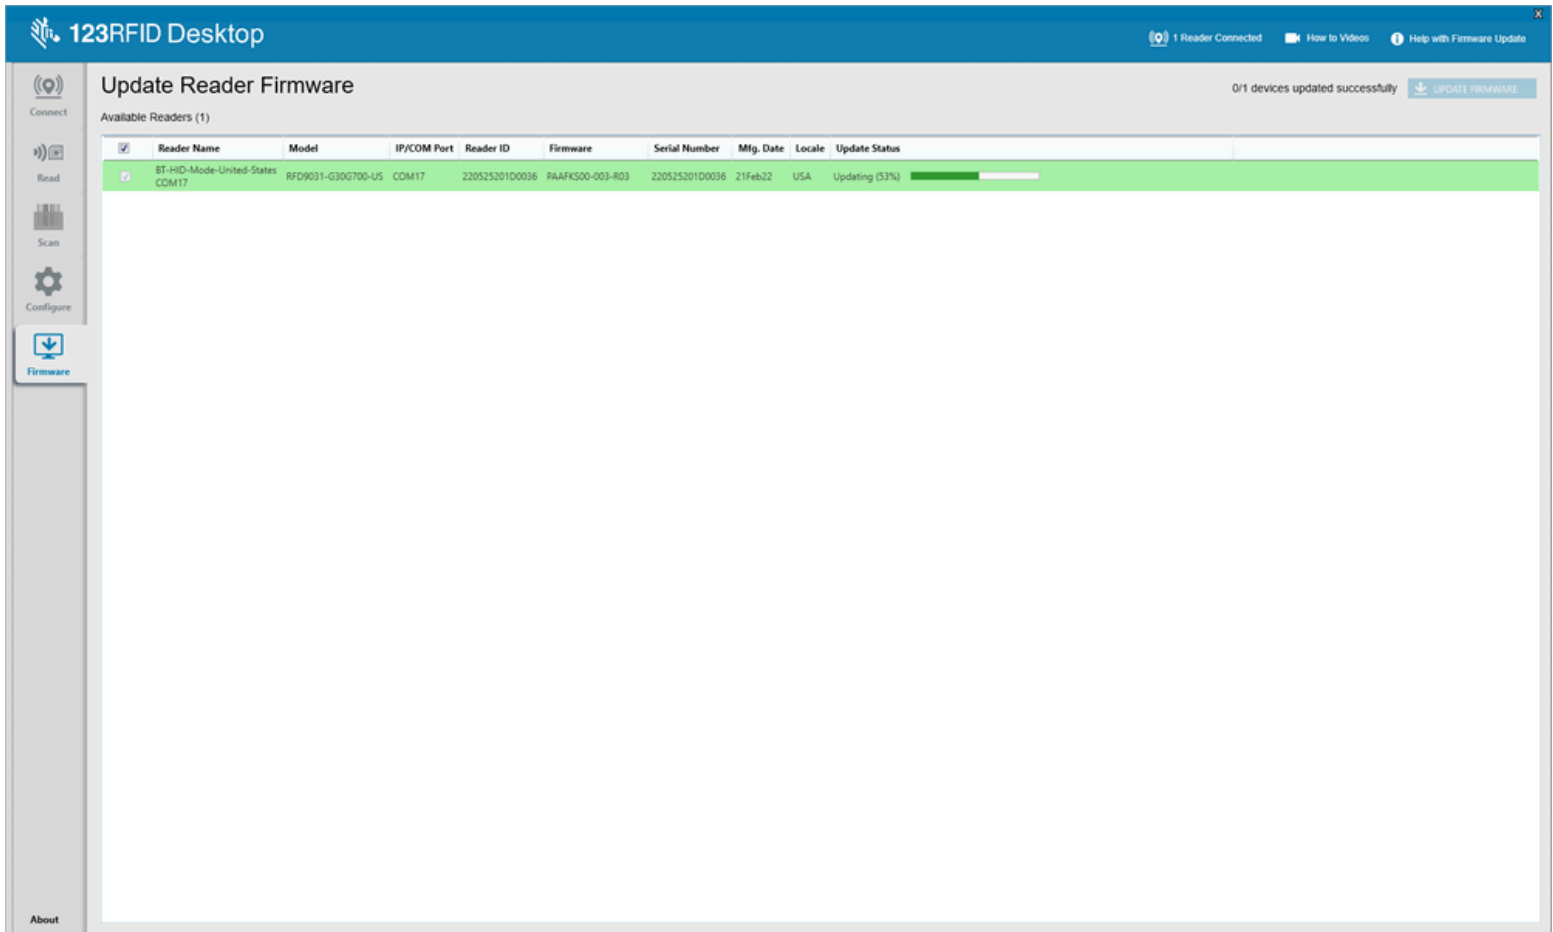 123RFID Desktop
X
1 Reader Connected
How to Videos
Help with Firmware Update
Connect
Read
Scan
Configure
Firmware
About
Update Reader Firmware
0/1 devices updated successfully
UPDATE FIRMWARE
Available Readers (1)
Reader Name Model IP/COM Port Reader ID Firmware Serial Number Mfg. Date Locale Update Status
BT-HID-Mode-United-States
COM17
RFD9031-G30G700-US COM17 220525201D0036 PAAFKS00-003-R03 220525201D0036 21Feb22 USA Updating (53%)